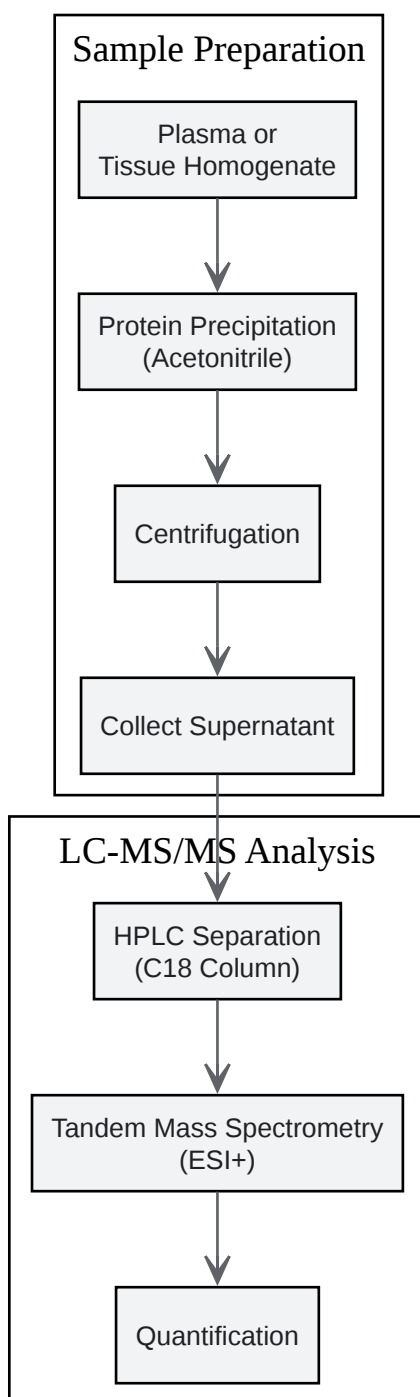 Sample Preparation
Plasma or
Tissue Homogenate
Protein Precipitation
(Acetonitrile)
Centrifugation
Collect Supernatant
LC-MS/MS Analysis
HPLC Separation
(C18 Column)
Tandem Mass Spectrometry
(ESI+)
Quantification